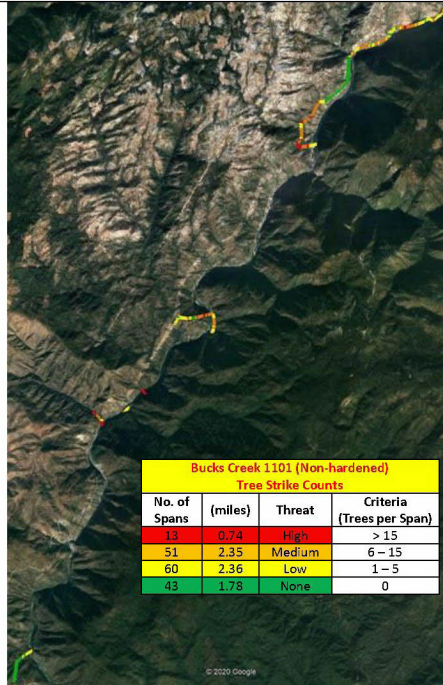 Bucks Creek 1101 (Non-hardened)
Tree Strike Counts
No. of Spans (miles) Threat Criteria (Trees per Span)
13 0.74 High > 15
51 2.35 Medium 6 – 15
60 2.36 Low 1 – 5
43 1.78 None 0
© 2020 Google